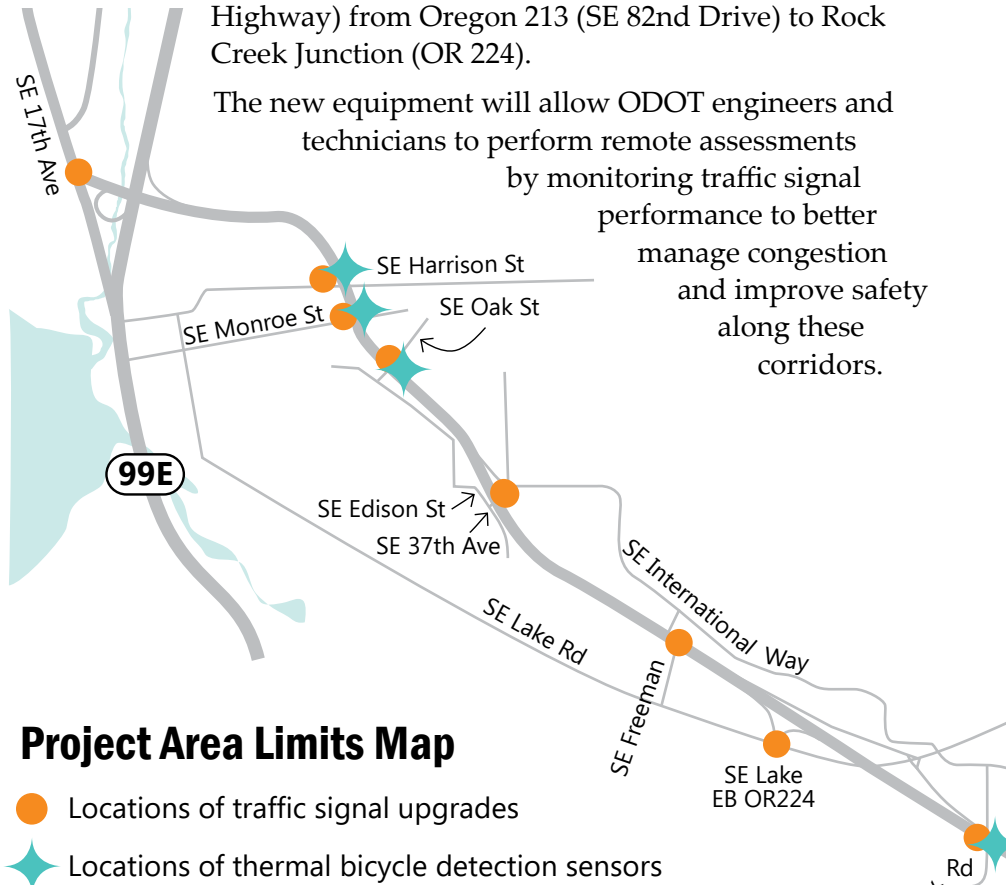 Highway) from Oregon 213 (SE 82nd Drive) to Rock
Creek Junction (OR 224).
The new equipment will allow ODOT engineers and
technicians to perform remote assessments
by monitoring traffic signal
performance to better
manage congestion
and improve safety
along these
corridors.
SE 17th Ave
SE Harrison St
SE Oak St
SE Monroe St
99E
SE Edison St
SE 37th Ave
SE International Way
SE Lake Rd
SE Freeman
SE Lake
EB OR224
Rd
Project Area Limits Map
Locations of traffic signal upgrades
Locations of thermal bicycle detection sensors